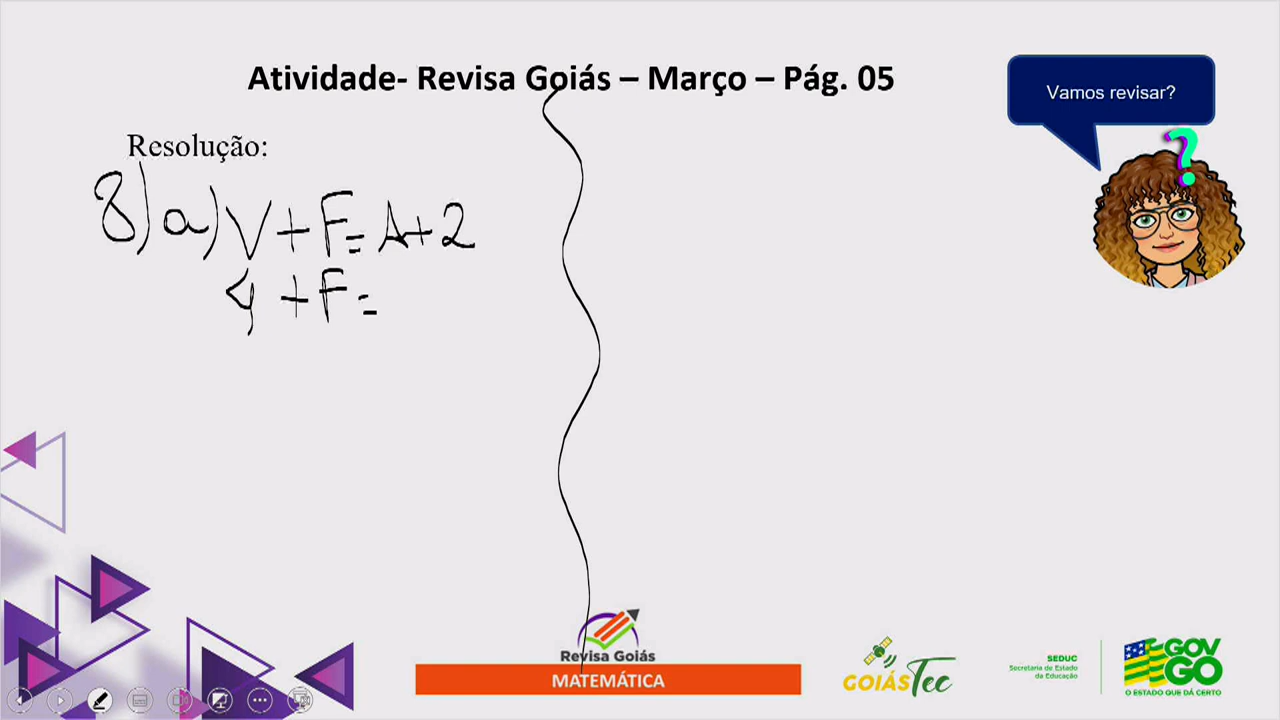 Atividade- Revisa Goiás – Março – Pág. 05
Vamos revisar?
?
Resolução:
8) a) V + F = A + 2
4 + F =
Revisa Goiás
MATEMÁTICA
GOIÁS Tec
SEDUC
Secretaria de Estado
da Educação
GOV
GO
O ESTADO QUE DÁ CERTO